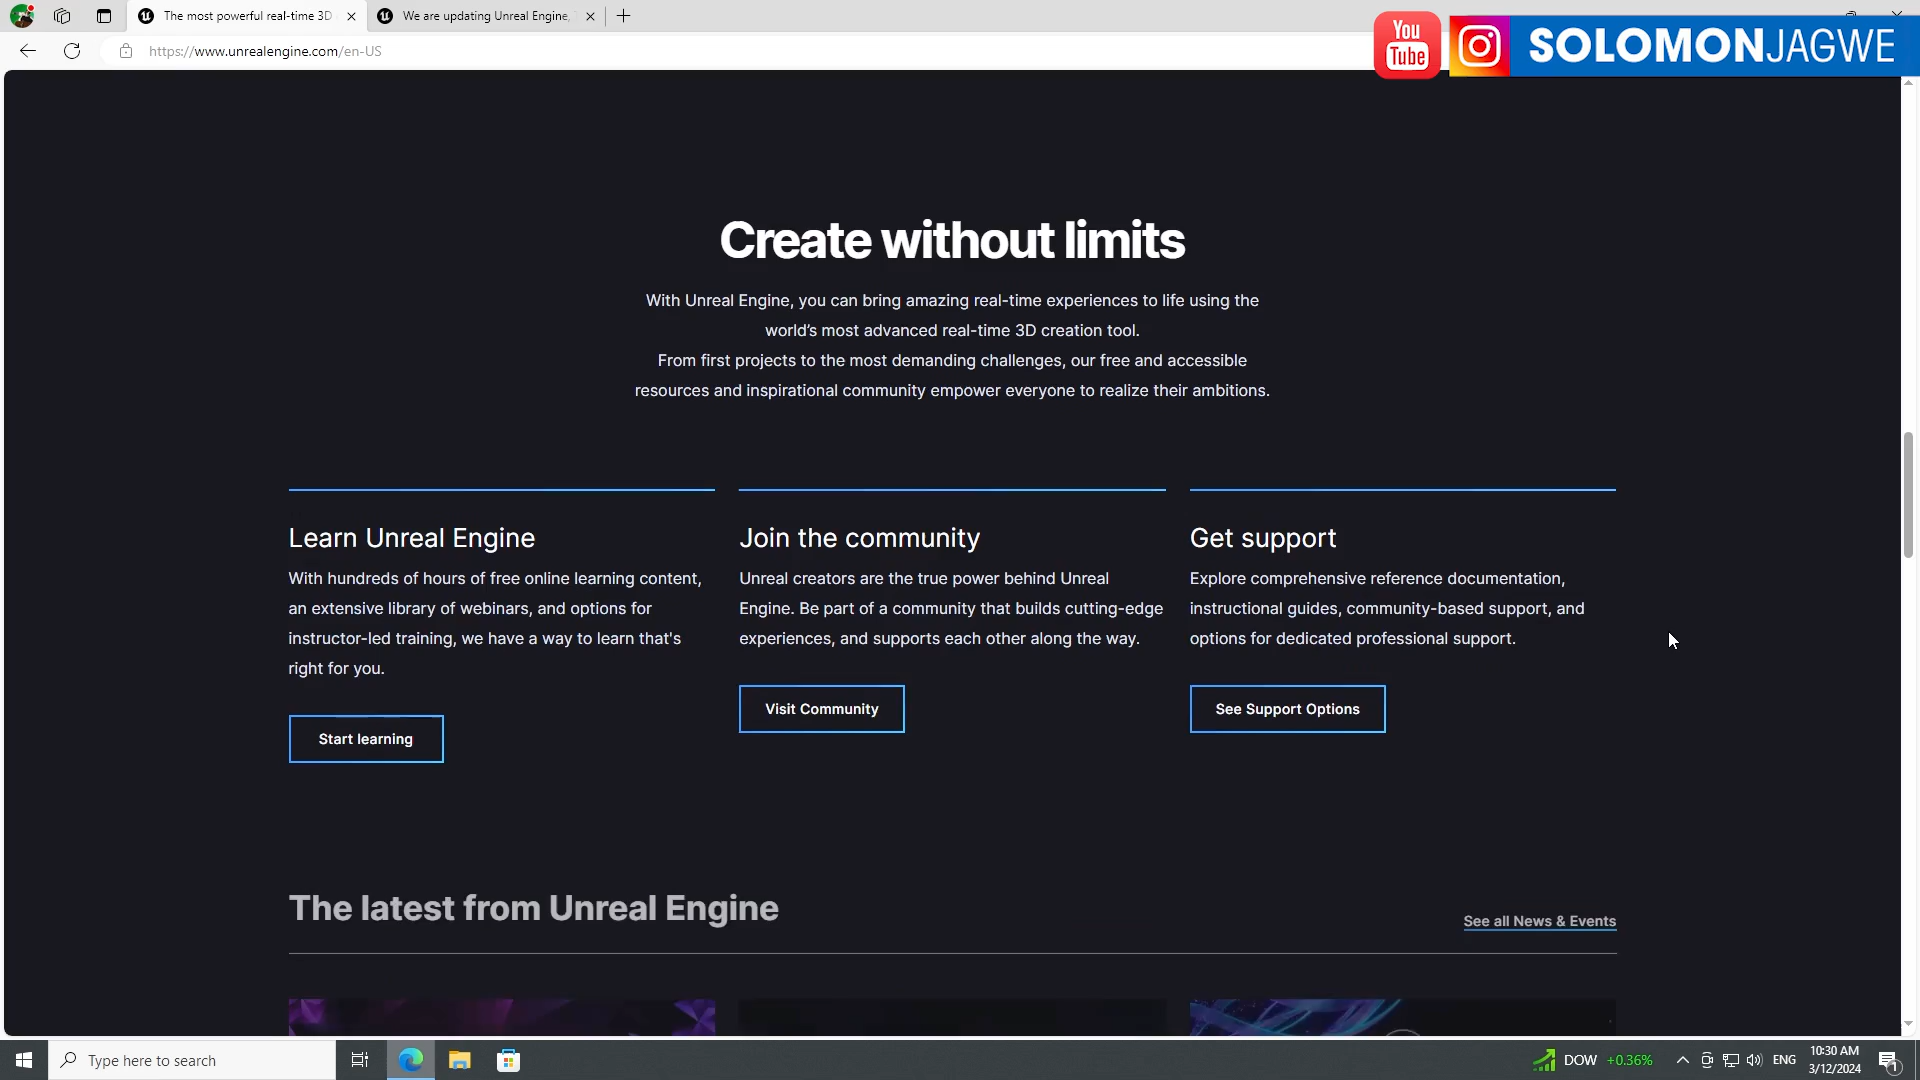 The most powerful real-time 3D
We are updating Unreal Engine,
https://www.unrealengine.com/en-US
You
Tube
SOLOMONJAGWE
Create without limits
With Unreal Engine, you can bring amazing real-time experiences to life using the
world's most advanced real-time 3D creation tool.
From first projects to the most demanding challenges, our free and accessible
resources and inspirational community empower everyone to realize their ambitions.
Learn Unreal Engine
With hundreds of hours of free online learning content,
an extensive library of webinars, and options for
instructor-led training, we have a way to learn that's
right for you.
Start learning
Join the community
Unreal creators are the true power behind Unreal
Engine. Be part of a community that builds cutting-edge
experiences, and supports each other along the way.
Visit Community
Get support
Explore comprehensive reference documentation,
instructional guides, community-based support, and
options for dedicated professional support.
See Support Options
The latest from Unreal Engine
See all News & Events
Type here to search
DOW +0.36%
ENG
10:30 AM
3/12/2024
1